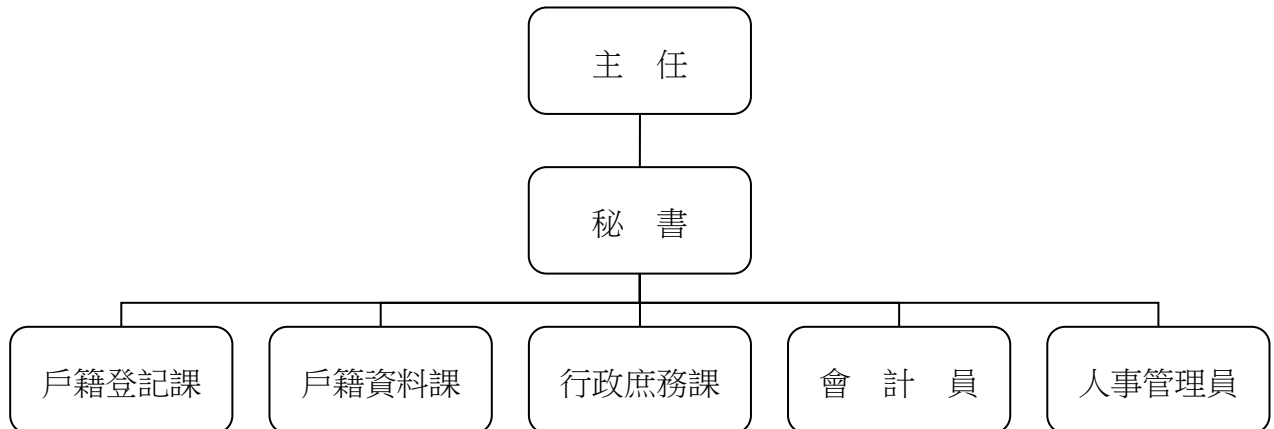 主　任
秘　書
戶籍登記課
戶籍資料課
行政庶務課
會　計　員
人事管理員